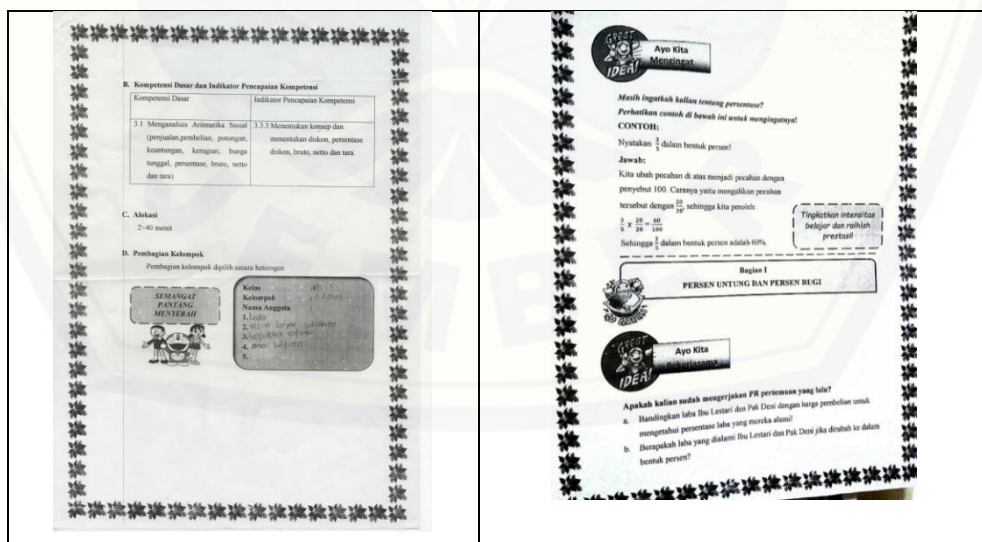 B. Kompetensi Dasar dan Indikator Pencapaian Kompetensi
Kompetensi Dasar
Indikator Pencapaian Kompetensi
3.1 Menganalisis Aritmatika Sosial
(penjualan,pembelian, potongan,
keuntungan, kerugian, bunga
tunggal, persentase, bruto, netto
dan tara)
3.3.3 Menemukan konsep dan
menentukan diskon, persentase
diskon, bruto, netto dan tara.
C. Alokasi
2×40 menit
D. Pembagian Kelompok
Pembagian kelompok dipilih secara heterogen
SEMANGAT
PANTANG
MENYERAH
Kelas :
Kelompok :
Nama Anggota :
1.
2.
3.
4.
5.
GREAT
IDEA!
Ayo Kita
Mengingat
Masih ingatkah kalian tentang persentase?
Perhatikan contoh di bawah ini untuk mengingatnya!
CONTOH:
Nyatakan 3/5 dalam bentuk persen!
Jawab:
Kita ubah pecahan di atas menjadi pecahan dengan
penyebut 100. Caranya yaitu mengalikan pecahan
tersebut dengan 20/20, sehingga kita peroleh:
3/5 x 20/20 = 60/100
Sehingga 3/5 dalam bentuk persen adalah 60%.
Tingkatkan intensitas
belajar dan raihlah
prestasi!
Bagian I
PERSEN UNTUNG DAN PERSEN RUGI
GREAT
IDEA!
Ayo Kita
Bekerjasama
Apakah kalian sudah mengerjakan PR pertemuan yang lalu?
a. Bandingkan laba Ibu Lestari dan Pak Deni dengan harga pembelian untuk
mengetahui persentase laba yang mereka alami!
b. Berapakah laba yang dialami Ibu Lestari dan Pak Deni jika dirubah ke dalam
bentuk persen?